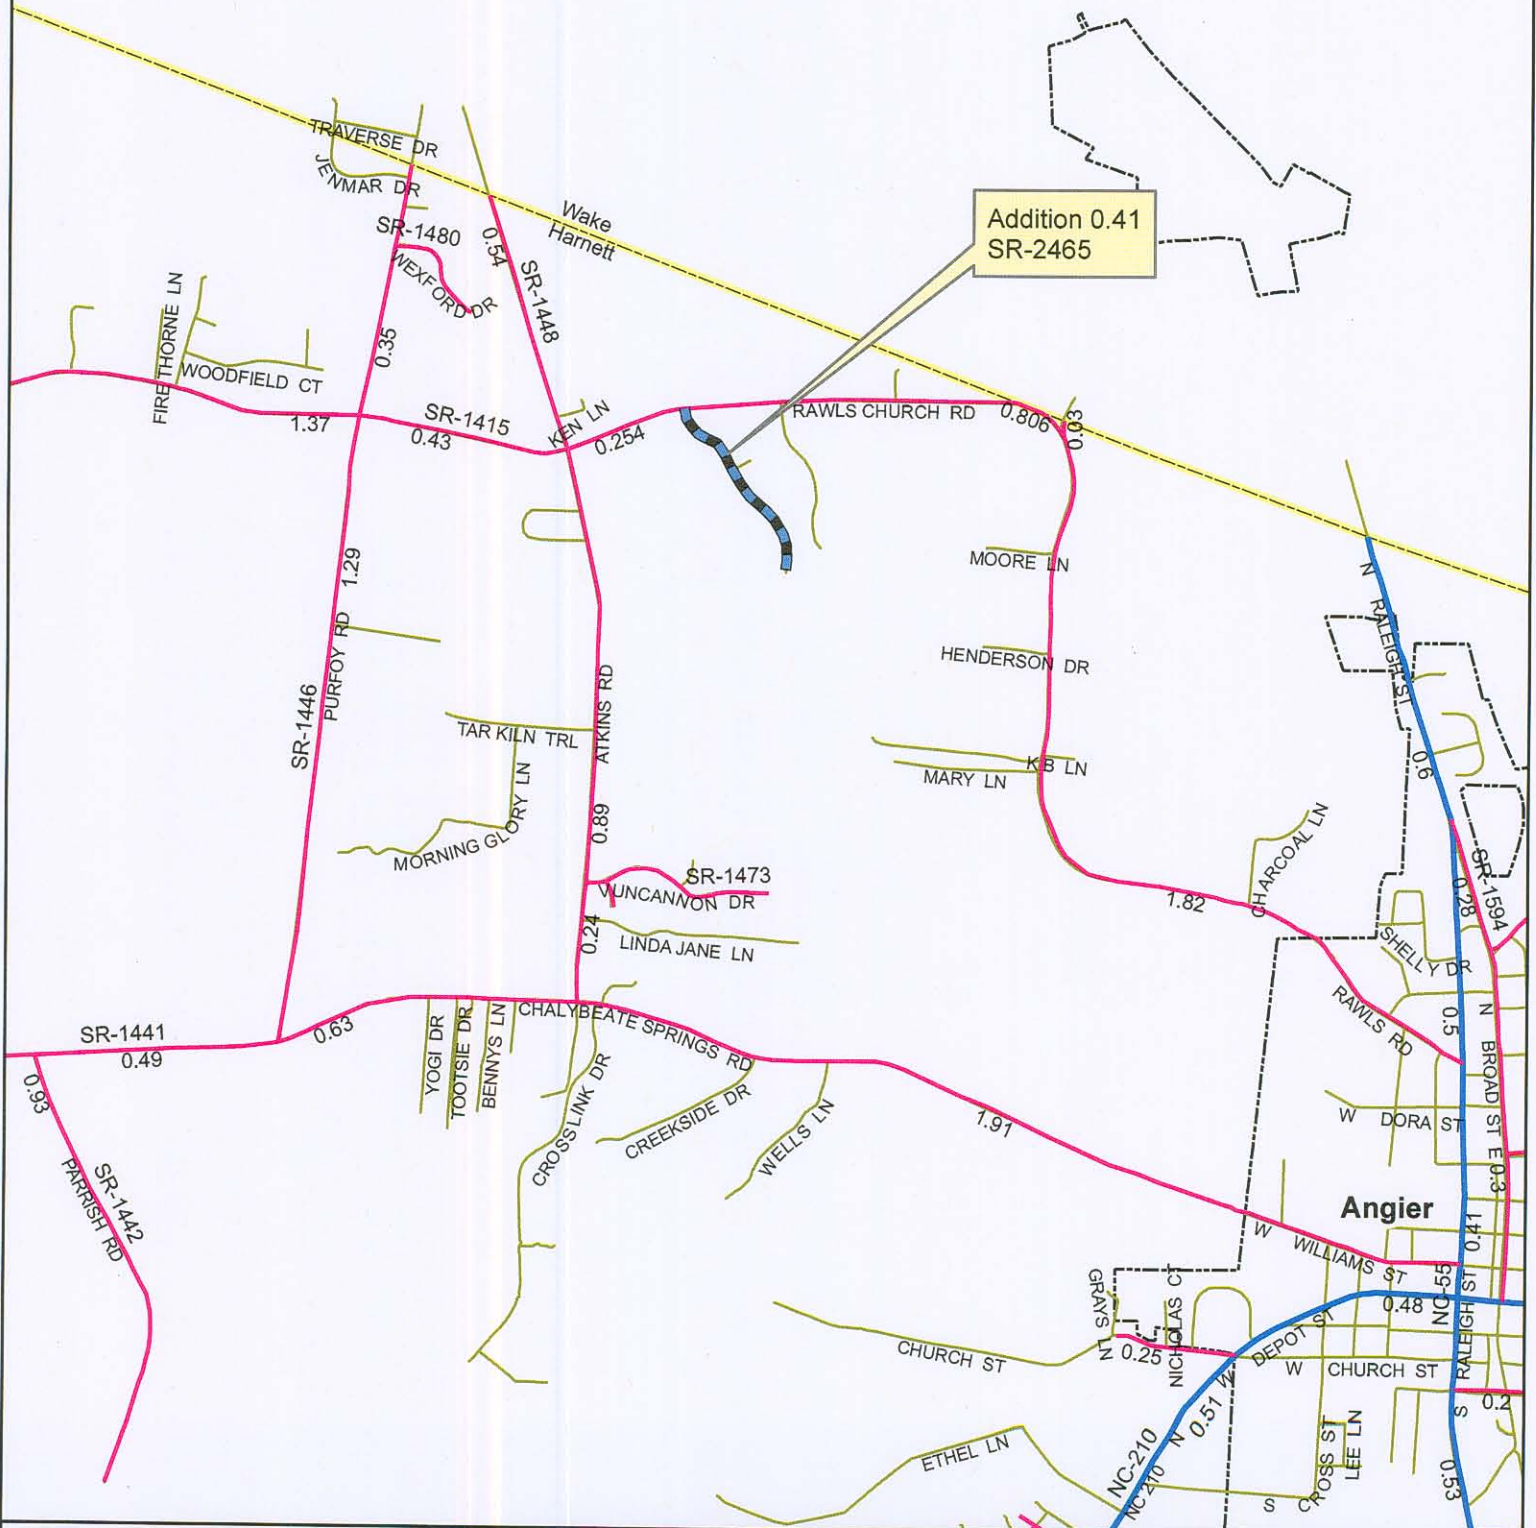 TRAVERSE DR
JENMAR DR
SR-1480
WEXFORD DR
0.54
SR-1448
Wake
Harnett
Addition 0.41
SR-2465
FIRE THORNE LN
WOODFIELD CT
0.35
1.37
SR-1415
0.43
KEN LN
0.254
RAWLS CHURCH RD
0.806
0.03
MOORE LN
HENDERSON DR
1.29
PURFOY RD
SR-1446
TAR KILN TRL
ATKINS RD
MORNING GLORY LN
0.89
MARY LN
KB LN
N RALEIGH ST
0.6
SR-1473
VUNCANNON DR
0.24
LINDA JANE LN
CHARCOAL LN
1.82
0.28
SR-1594
SHELLY DR
RAWLS RD
0.5
N BROAD ST E
SR-1441
0.49
0.63
CHALYBEATE SPRINGS RD
YOGI DR
TOOTSIE DR
BENNYS LN
CROSS LINK DR
CREEKSIDE DR
WELLS LN
1.91
0.93
SR-1442
PARRISH RD
W DORA ST
0.3
Angier
0.41
W WILLIAMS ST
NC-55
0.48
GRAYS LN
NICHOLAS CT
DEPOT ST
W
CHURCH ST
0.25
W CHURCH ST
S RALEIGH ST
0.2
0.51
N
ETHEL LN
NC-210
NC 210
S CROSS ST
LEE LN
0.53